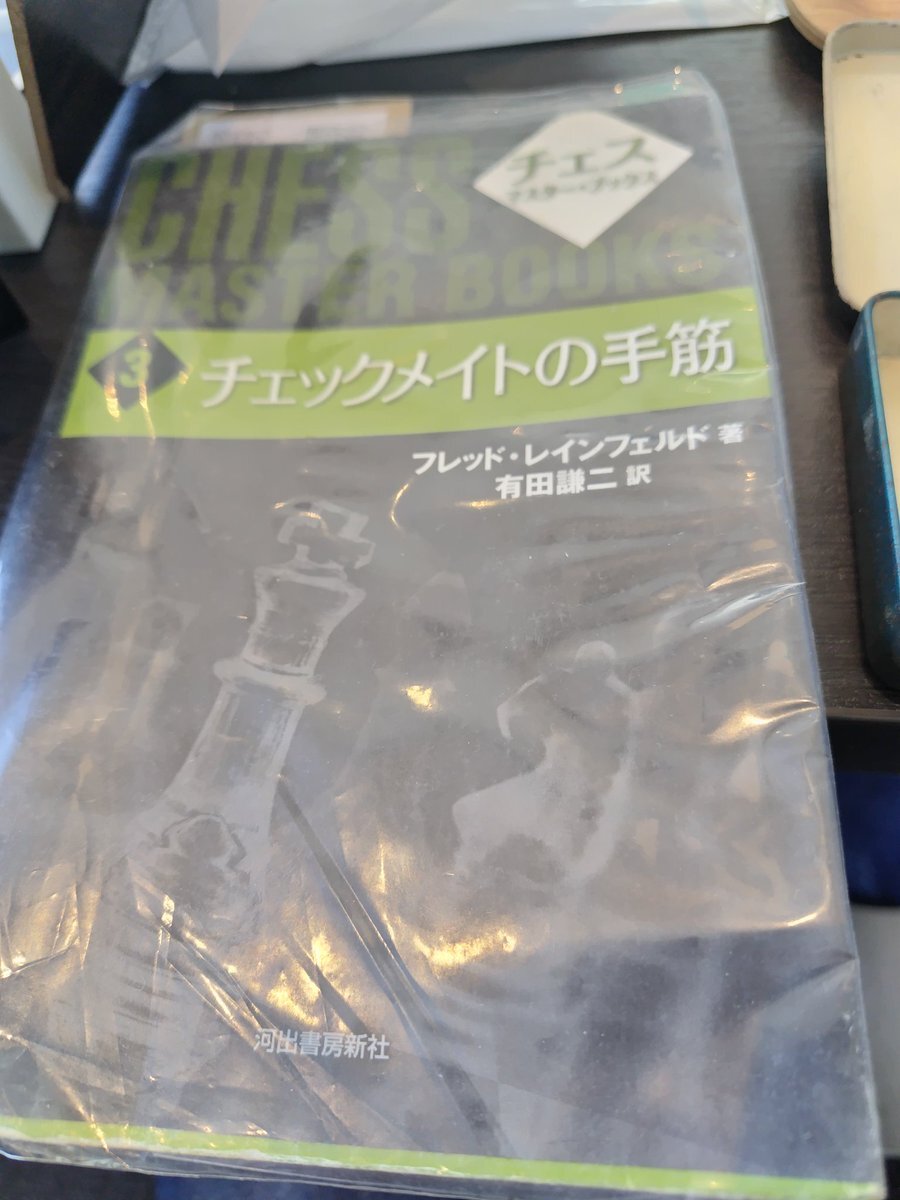 CHESS
MASTER BOOKS
チェス
マスター・ブックス
3
チェックメイトの手筋
フレッド・レインフェルド 著
有田謙二 訳
河出書房新社